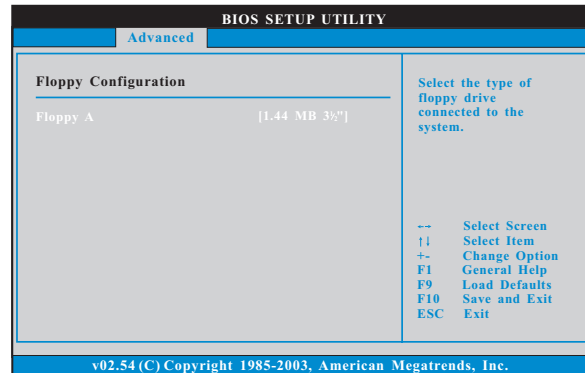 BIOS SETUP UTILITY
Advanced
Floppy Configuration
Floppy A [1.44 MB 3½"]
Select the type of
floppy drive
connected to the
system.
←→ Select Screen
↑↓ Select Item
+- Change Option
F1 General Help
F9 Load Defaults
F10 Save and Exit
ESC Exit
v02.54 (C) Copyright 1985-2003, American Megatrends, Inc.